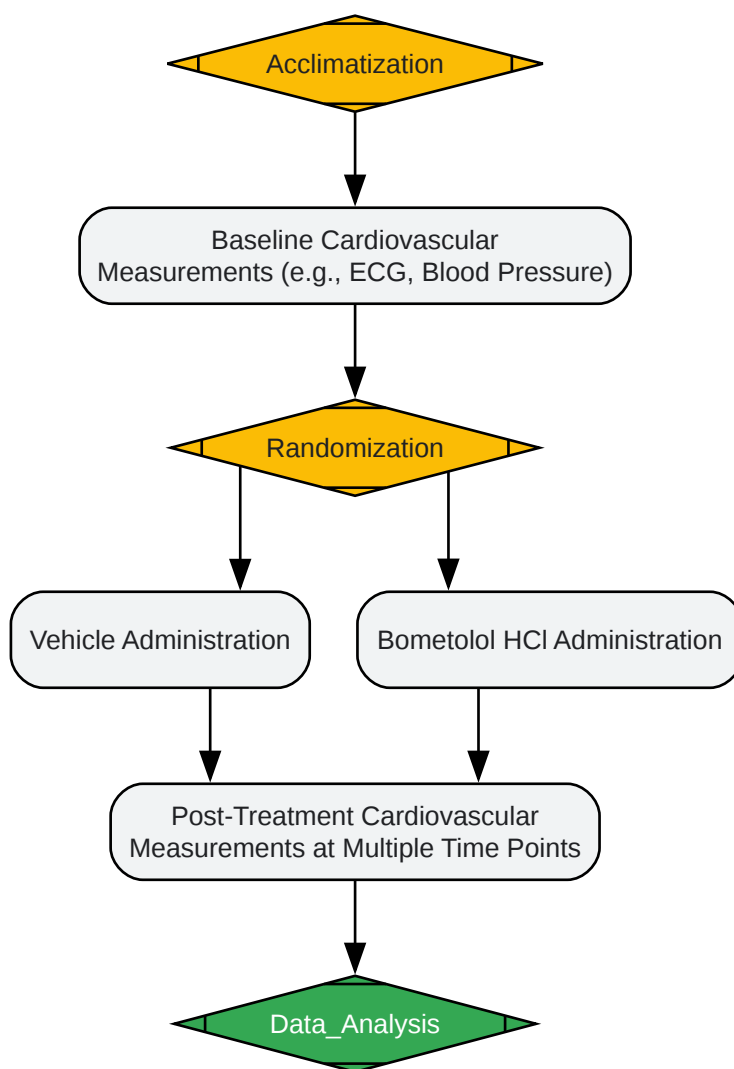 Acclimatization
Baseline Cardiovascular
Measurements (e.g., ECG, Blood Pressure)
Randomization
Vehicle Administration
Bometolol HCl Administration
Post-Treatment Cardiovascular
Measurements at Multiple Time Points
Data_Analysis